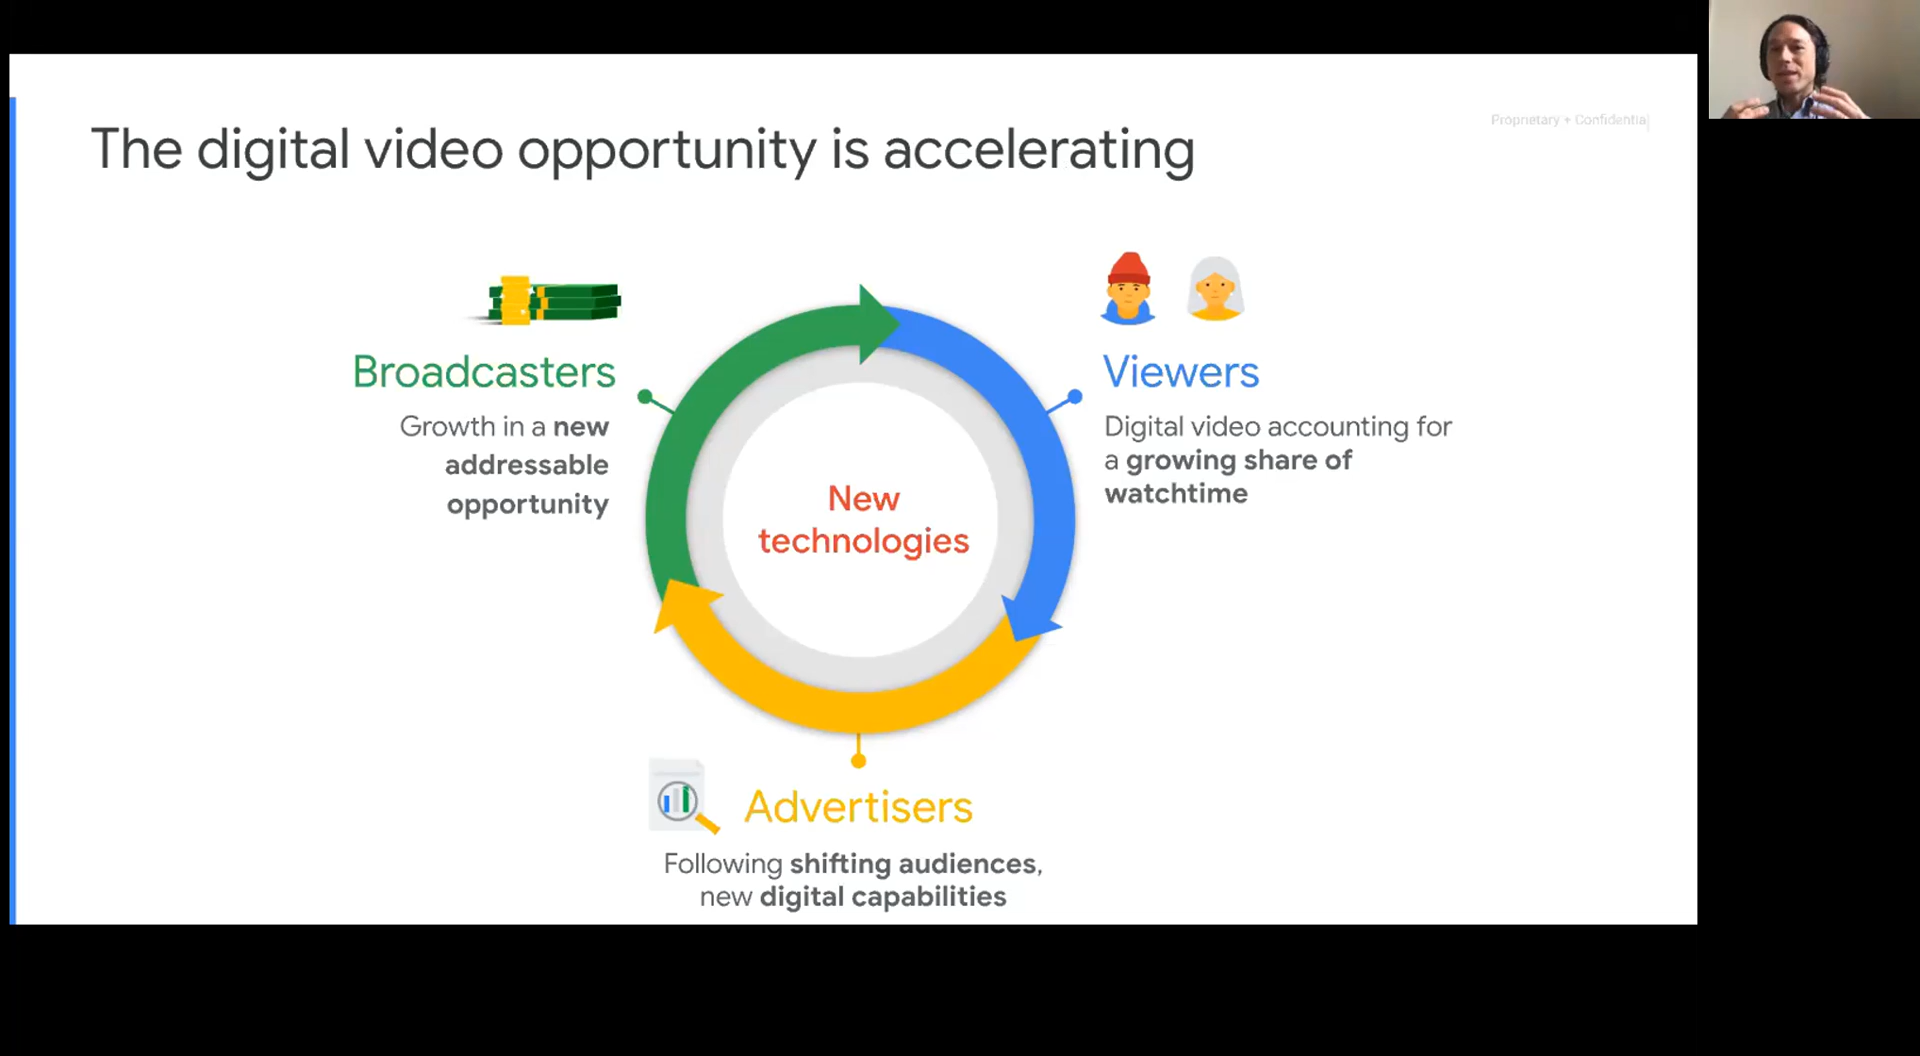 Proprietary + Confidential
The digital video opportunity is accelerating
Broadcasters
Growth in a new
addressable
opportunity
Viewers
Digital video accounting for
a growing share of
watchtime
New
technologies
Advertisers
Following shifting audiences,
new digital capabilities